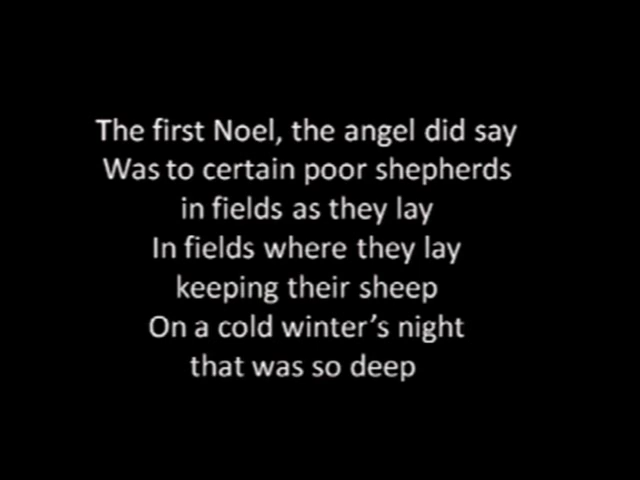 The first Noel, the angel did say
Was to certain poor shepherds
in fields as they lay
In fields where they lay
keeping their sheep
On a cold winter’s night
that was so deep